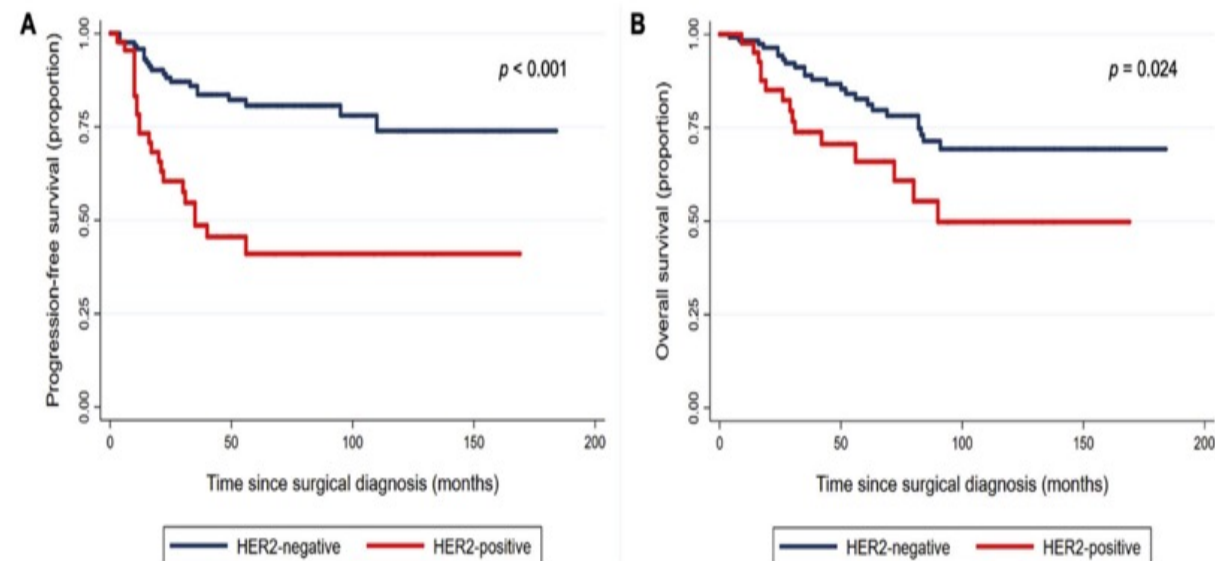 A
Progression-free survival (proportion)
1.00
0.75
0.50
0.25
0.00
p < 0.001
0
50
100
150
200
Time since surgical diagnosis (months)
HER2-negative
HER2-positive
B
Overall survival (proportion)
1.00
0.75
0.50
0.25
0.00
p = 0.024
0
50
100
150
200
Time since surgical diagnosis (months)
HER2-negative
HER2-positive